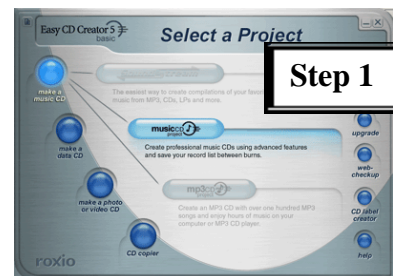 Easy CD Creator 5
basic
Select a Project
Step 1
make a
music CD
The easiest way to create completions of your favorite
music from MP3, CDs, LPs and more.
musiccd
project
Create professional music CDs using advanced features
and save your record list between burns.
mp3cd
project
Create an MP3 CD with over one hundred MP3
songs and enjoy hours of music on your
computer or MP3 CD player.
make a
data CD
make a photo
or video CD
CD copier
upgrade
web-
checkup
CD label
creator
help
roxio